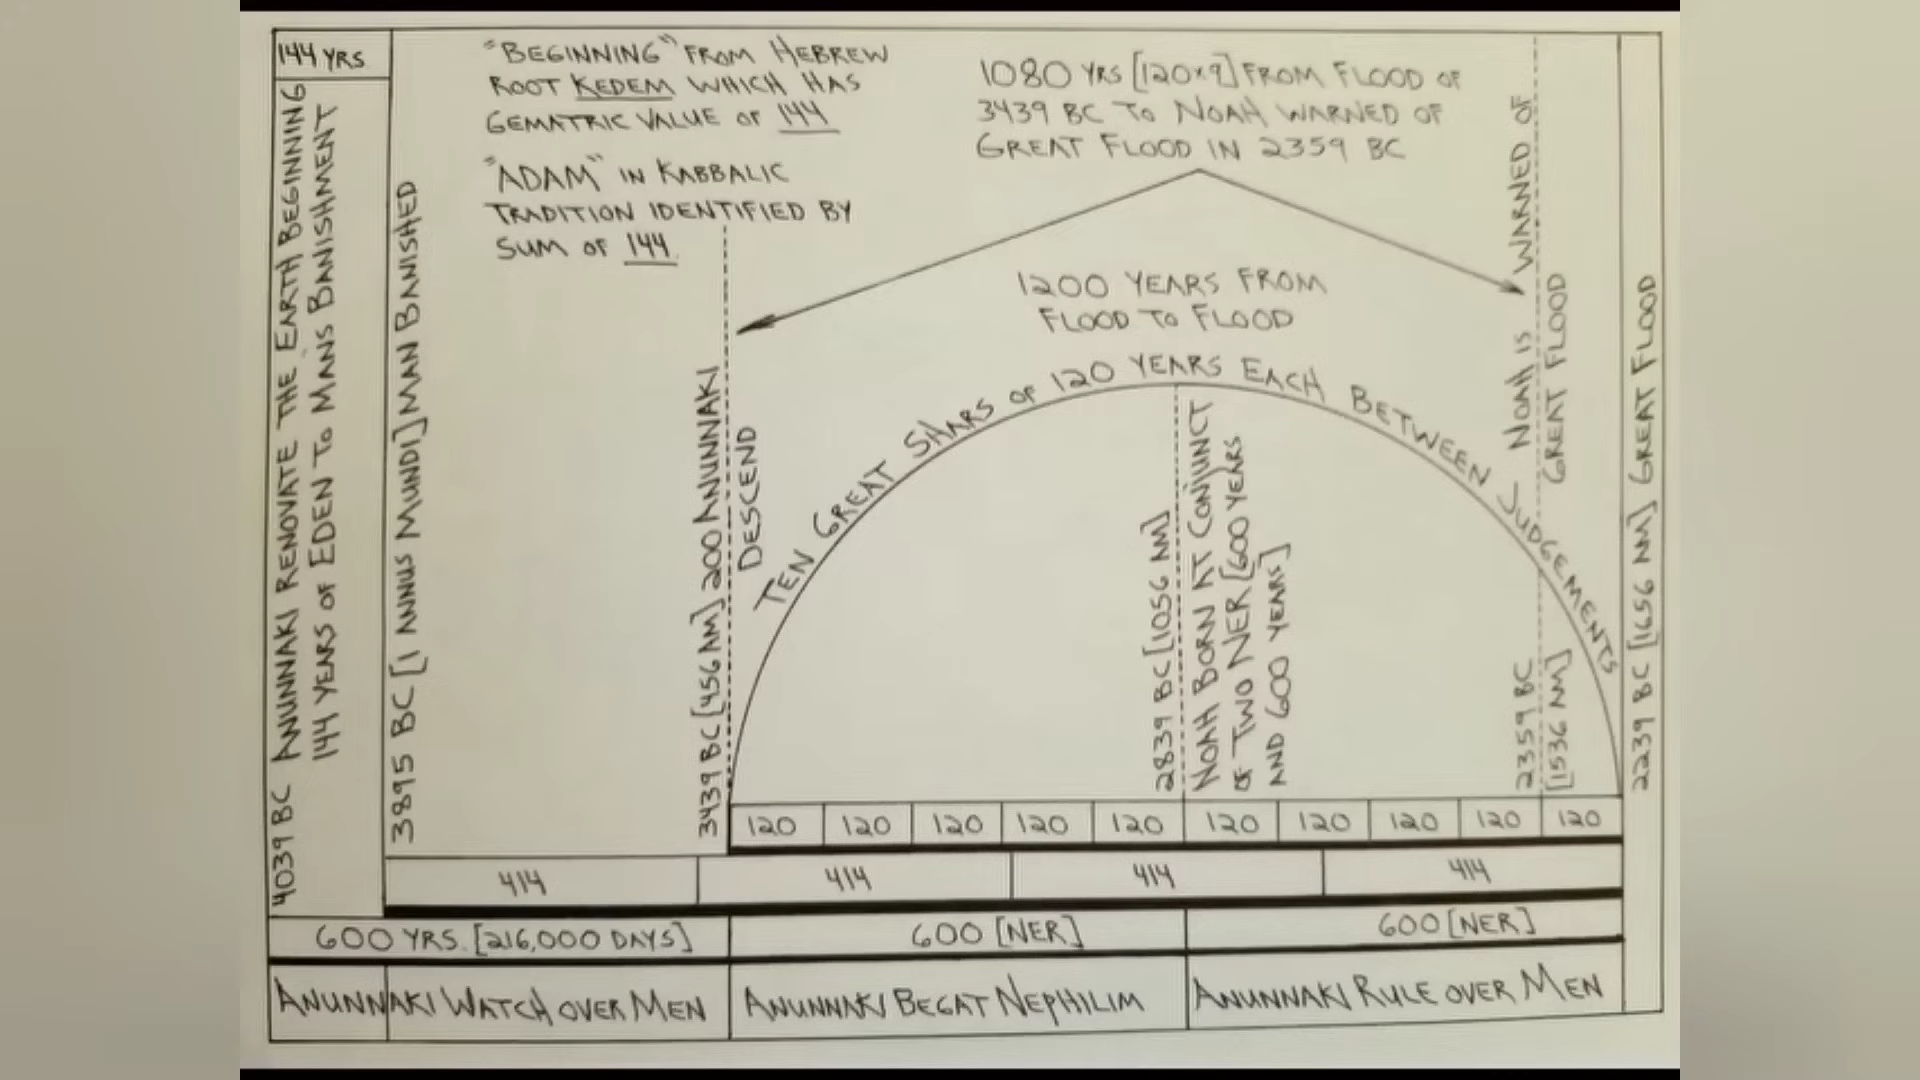 144 YRS
4039 BC ANUNNAKI RENOVATE THE EARTH BEGINNING
144 YEARS OF EDEN TO MANS BANISHMENT
3895 BC [1 ANNUS MUNDI] MAN BANISHED
"BEGINNING" FROM HEBREW
ROOT KEDEM WHICH HAS
GEMATRIC VALUE OF 144
"ADAM" IN KABBALIC
TRADITION IDENTIFIED BY
SUM OF 144.
1080 YRS [120×9] FROM FLOOD OF
3439 BC TO NOAH WARNED OF
GREAT FLOOD IN 2359 BC
1200 YEARS FROM
FLOOD TO FLOOD
TEN GREAT SHARS OF 120 YEARS EACH BETWEEN JUDGEMENTS
3439 BC [456 AM] 200 ANUNNAKI
DESCEND
2839 BC [1056 AM]
NOAH BORN AT CONJUNCT
OF TWO NER [600 YEARS
AND 600 YEARS]
NOAH IS WARNED OF
GREAT FLOOD
2359 BC
[1536 AM]
2239 BC [1656 AM] GREAT FLOOD
120 120 120 120 120 120 120 120 120 120
414 414 414 414
600 YRS. [216,000 DAYS] 600 [NER] 600 [NER]
ANUNNAKI WATCH OVER MEN ANUNNAKI BEGAT NEPHILIM ANUNNAKI RULE OVER MEN